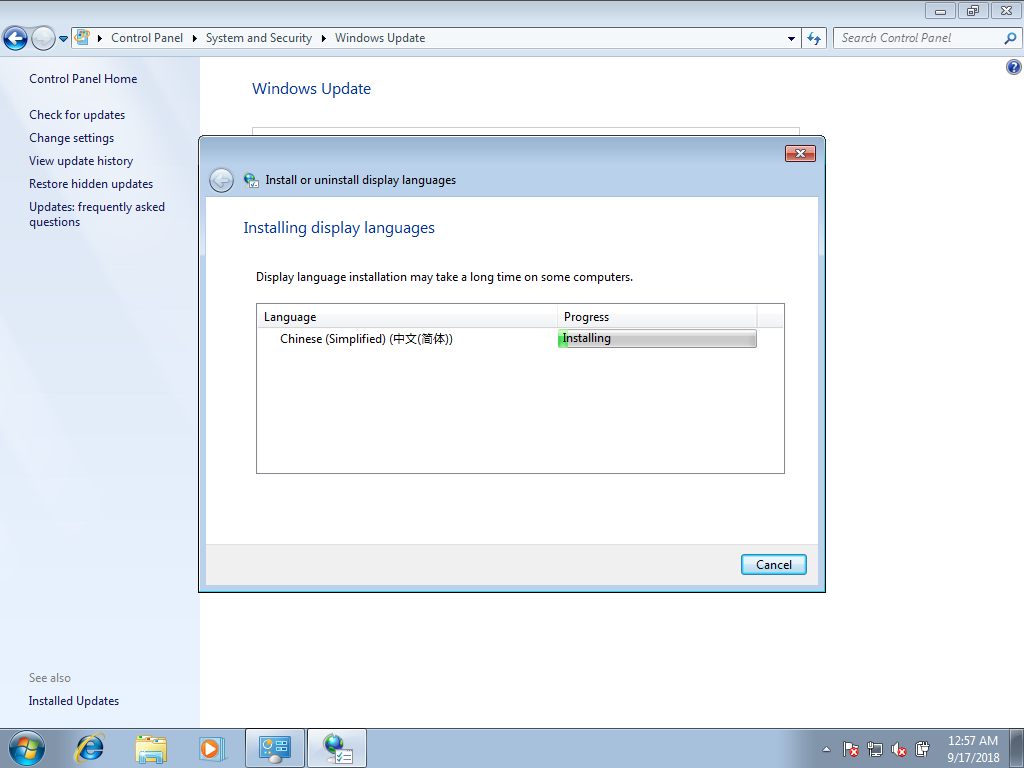 Control Panel
System and Security
Windows Update
Search Control Panel
Control Panel Home
Check for updates
Change settings
View update history
Restore hidden updates
Updates: frequently asked
questions
Windows Update
Install or uninstall display languages
Installing display languages
Display language installation may take a long time on some computers.
Language Progress
Chinese (Simplified) (中文(简体)) Installing
Cancel
See also
Installed Updates
12:57 AM
9/17/2018